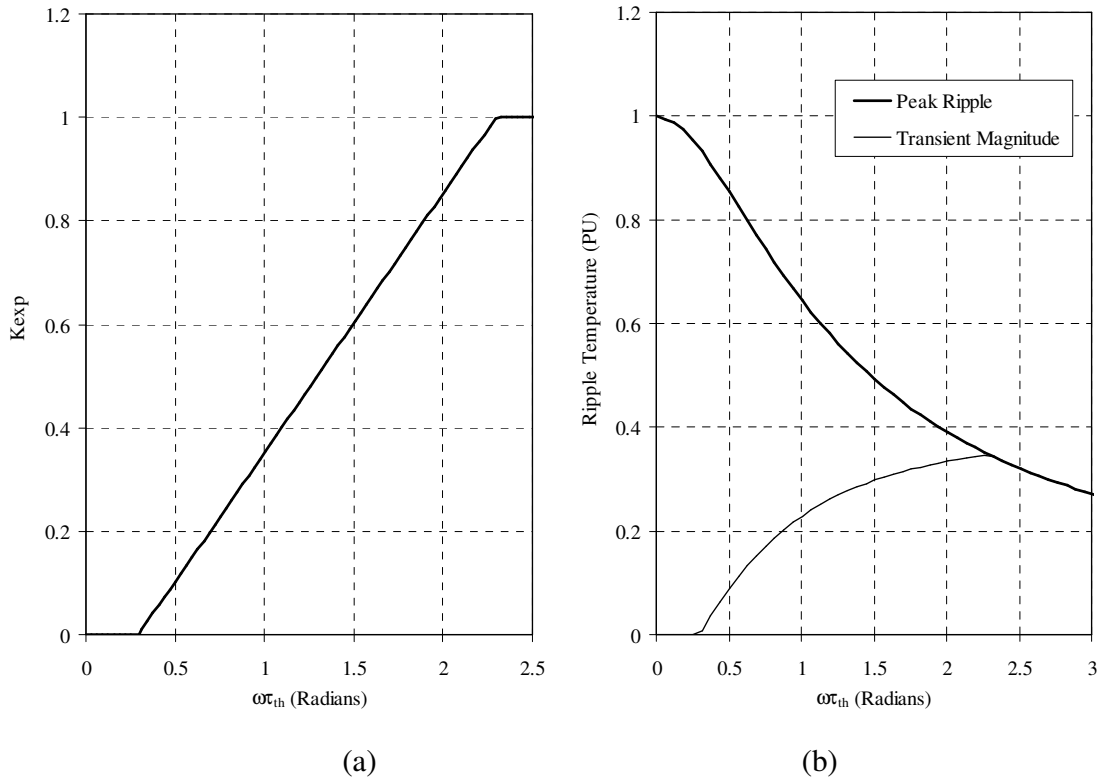 1.2
1
0.8
0.6
0.4
0.2
0
Kexp
0 0.5 1 1.5 2 2.5
ωτth (Radians)
(a)
1.2
1
0.8
0.6
0.4
0.2
0
Ripple Temperature (PU)
Peak Ripple
Transient Magnitude
0 0.5 1 1.5 2 2.5 3
ωτth (Radians)
(b)